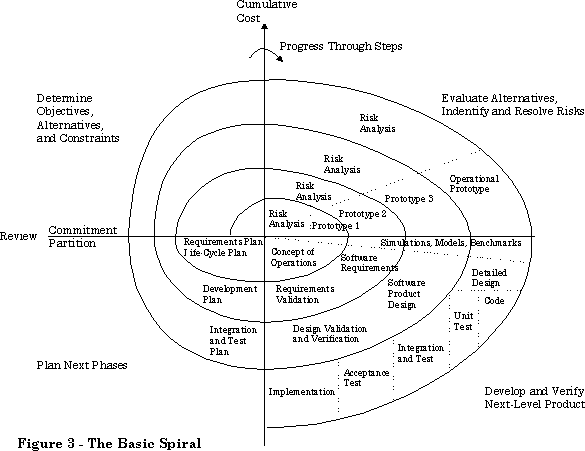 Cumulative
Cost
Progress Through Steps
Determine
Objectives,
Alternatives,
and Constraints
Evaluate Alternatives,
Indentify and Resolve Risks
Risk
Analysis
Risk
Analysis
Risk
Analysis
Risk
Analysis
Operational
Prototype
Prototype 3
Prototype 2
Prototype 1
Review
Commitment
Partition
Requirements Plan
Life-Cycle Plan
Concept of
Operations
Simulations, Models, Benchmarks
Software
Requirements
Detailed
Design
Development
Plan
Requirements
Validation
Software
Product
Design
Code
Unit
Test
Integration
and Test
Plan
Design Validation
and Verification
Integration
and Test
Acceptance
Test
Implementation
Plan Next Phases
Develop and Verify
Next-Level Product
Figure 3 - The Basic Spiral